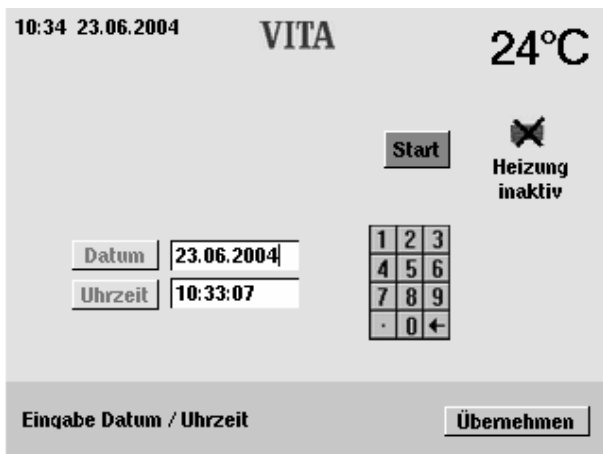 10:34 23.06.2004
VITA
24°C
Start
Heizung
inaktiv
Datum
23.06.2004
Uhrzeit
10:33:07
1 2 3
4 5 6
7 8 9
· 0 ←
Eingabe Datum / Uhrzeit
Übernehmen